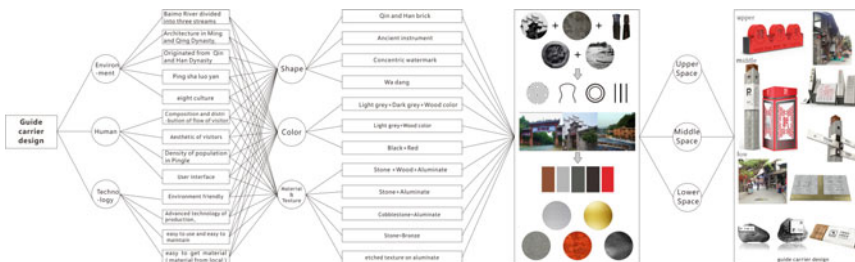 Guide
carrier
design
Environ
-ment
Human
Techno
-logy
Baimo River divided
into three streams
Architecture in Ming
and Qing Dynasty,
Originated from Qin
and Han Dynasty
Ping sha luo yan
eight culture
Composition and distri
-bution of flow of visitor
Aesthetic of visitors
Density of population
in Pingle
User interface
Environment friendly
Advanced technology of
production,
easy to use and easy to
maintain
easy to get material
( material from local )
Shape
Color
Material
&
Texture
Qin and Han brick
Ancient instrument
Concentric watermark
Wa dang
Light grey+Dark grey+Wood color
Light grey+Wood color
Black+Red
Stone +Wood+Aluminate
Stone+Aluminate
Cobblestone+Aluminate
Stone+Bronze
etched texture on aluminate
+
+
+
Upper
Space
Middle
Space
Lower
Space
upper
middle
low
guide carrier design